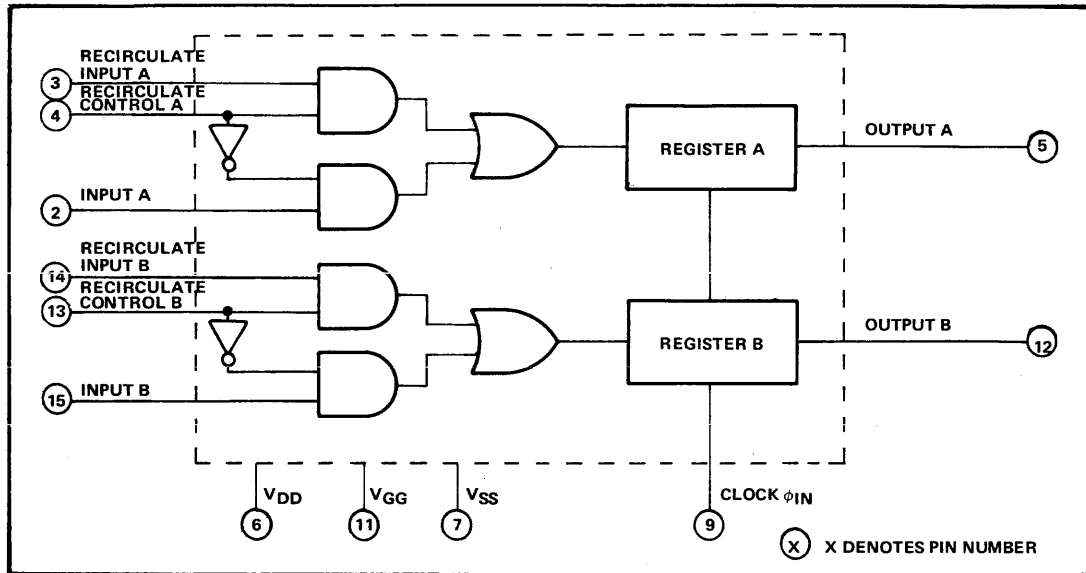 RECIRCULATE
INPUT A
3
RECIRCULATE
CONTROL A
4
INPUT A
2
RECIRCULATE
INPUT B
14
RECIRCULATE
CONTROL B
13
INPUT B
15
REGISTER A
OUTPUT A
5
REGISTER B
OUTPUT B
12
VDD
6
VGG
11
VSS
7
CLOCK ϕIN
9
X X DENOTES PIN NUMBER